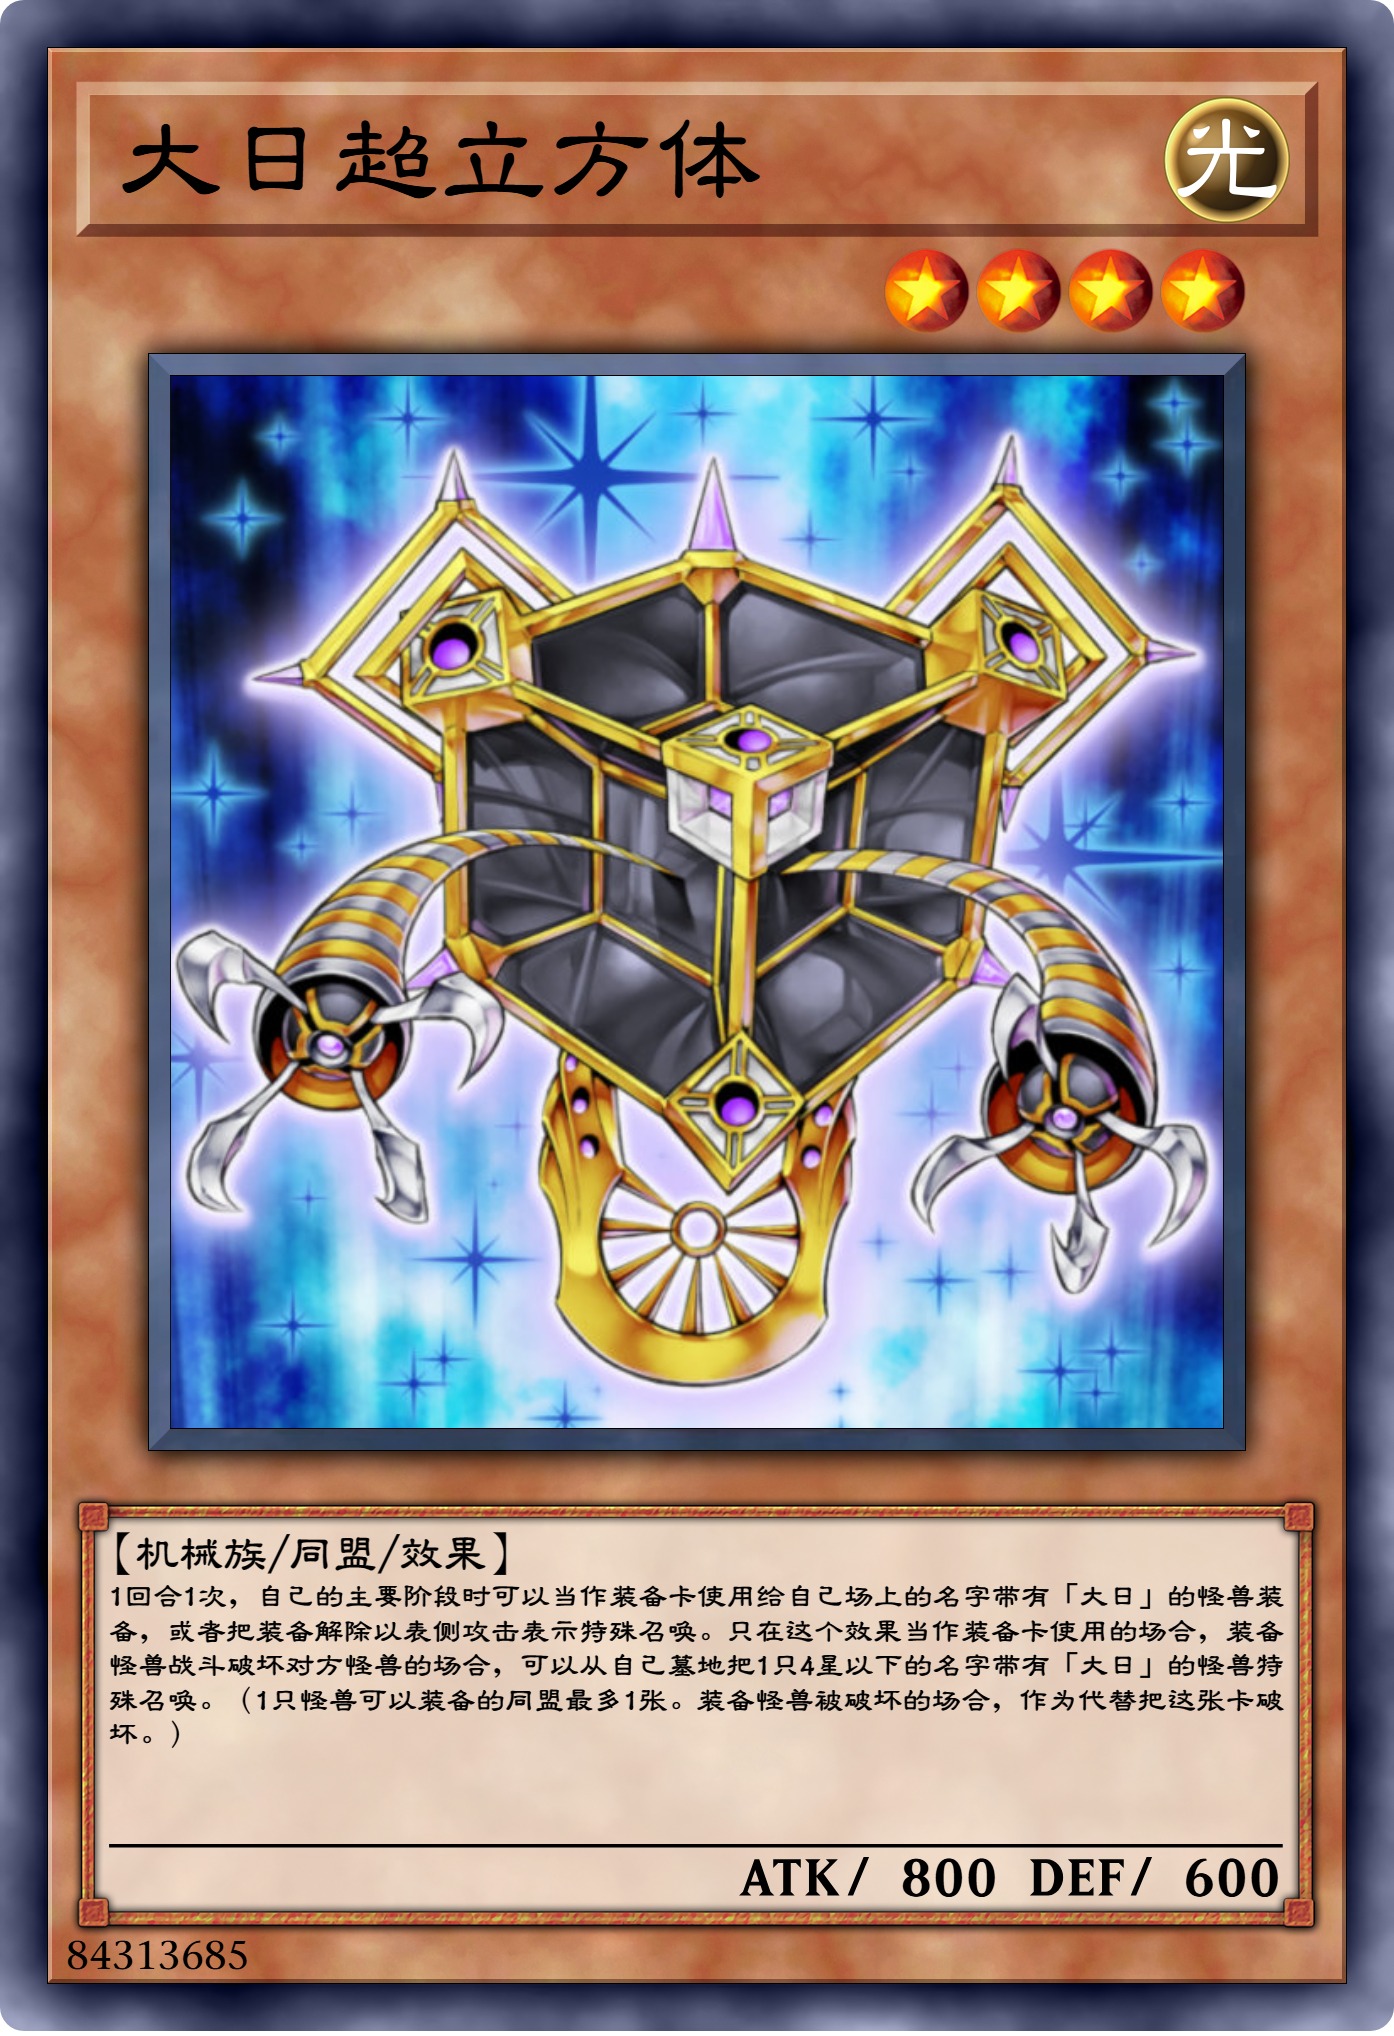 大日超立方体
光
【机械族/同盟/效果】
1回合1次，自己的主要阶段时可以当作装备卡使用给自己场上的名字带有「大日」的怪兽装
备，或者把装备解除以表侧攻击表示特殊召唤。只在这个效果当作装备卡使用的场合，装备
怪兽战斗破坏对方怪兽的场合，可以从自己墓地把1只4星以下的名字带有「大日」的怪兽特
殊召唤。（1只怪兽可以装备的同盟最多1张。装备怪兽被破坏的场合，作为代替把这张卡破
坏。）
ATK/ 800 DEF/ 600
84313685